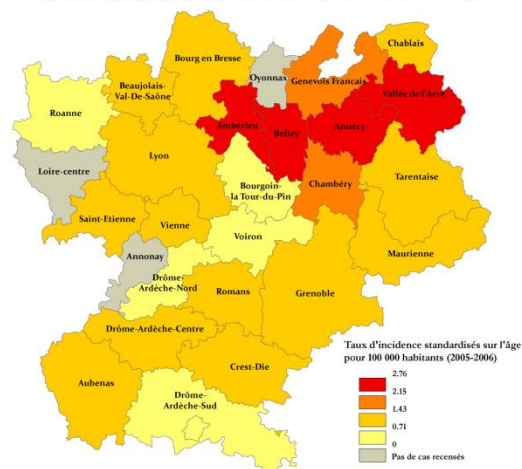 Chablais
Bourg en Bresse
Oyonnax
Genevois Francais
Beaujolais-
Val-De-Saône
Roanne
Vallée de l'Arve
Ambérieu
Belley
Annecy
Lyon
Loire-centre
Bourgoin-
la Tour-du-Pin
Chambéry
Tarentaise
Saint-Etienne
Vienne
Voiron
Maurienne
Annonay
Drôme-
Ardèche-Nord
Romans
Grenoble
Drôme-Ardèche-Centre
Crest-Die
Aubenas
Drôme-
Ardèche-Sud
Taux d'incidence standardisés sur l'âge
pour 100 000 habitants (2005-2006)
2.76
2.15
1.43
0.71
0
Pas de cas recensés